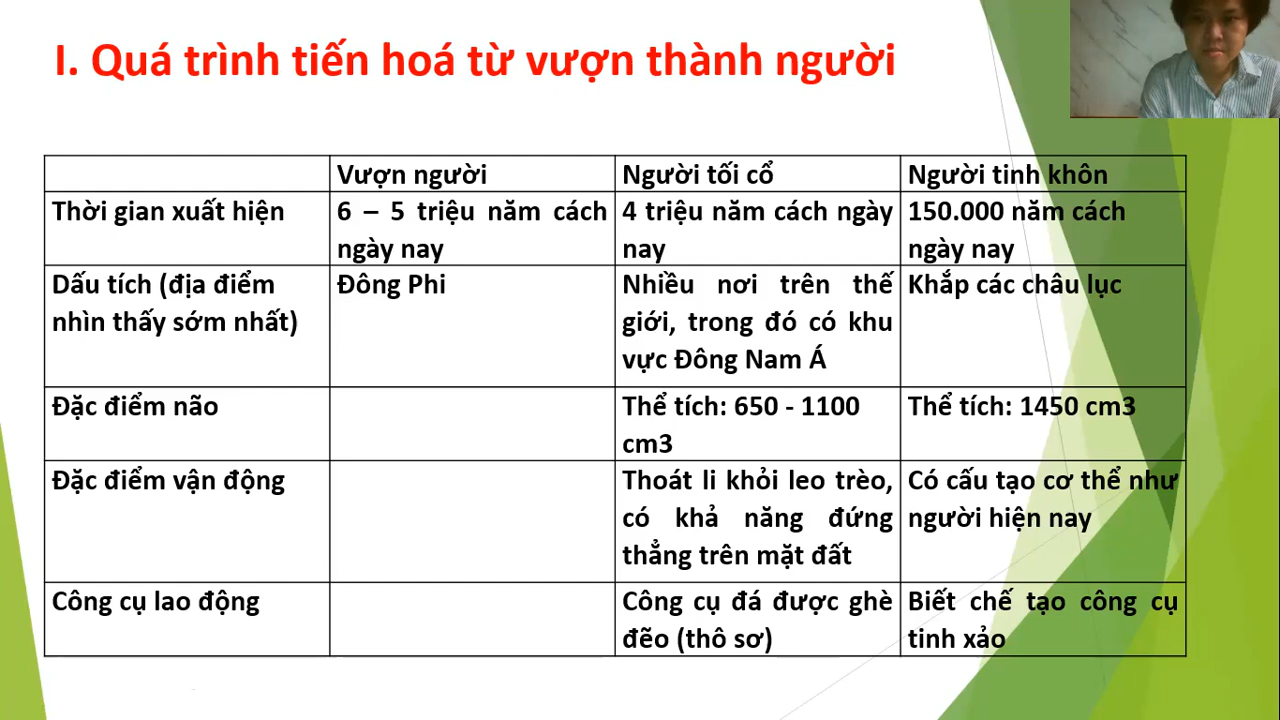 I. Quá trình tiến hoá từ vượn thành người
Vượn người
Người tối cổ
Người tinh khôn
Thời gian xuất hiện
6 – 5 triệu năm cách
ngày nay
4 triệu năm cách ngày
nay
150.000 năm cách
ngày nay
Dấu tích (địa điểm
nhìn thấy sớm nhất)
Đông Phi
Nhiều nơi trên thế
giới, trong đó có khu
vực Đông Nam Á
Khắp các châu lục
Đặc điểm não
Thể tích: 650 - 1100
cm3
Thể tích: 1450 cm3
Đặc điểm vận động
Thoát li khỏi leo trèo,
có khả năng đứng
thẳng trên mặt đất
Có cấu tạo cơ thể như
người hiện nay
Công cụ lao động
Công cụ đá được ghè
đẽo (thô sơ)
Biết chế tạo công cụ
tinh xảo